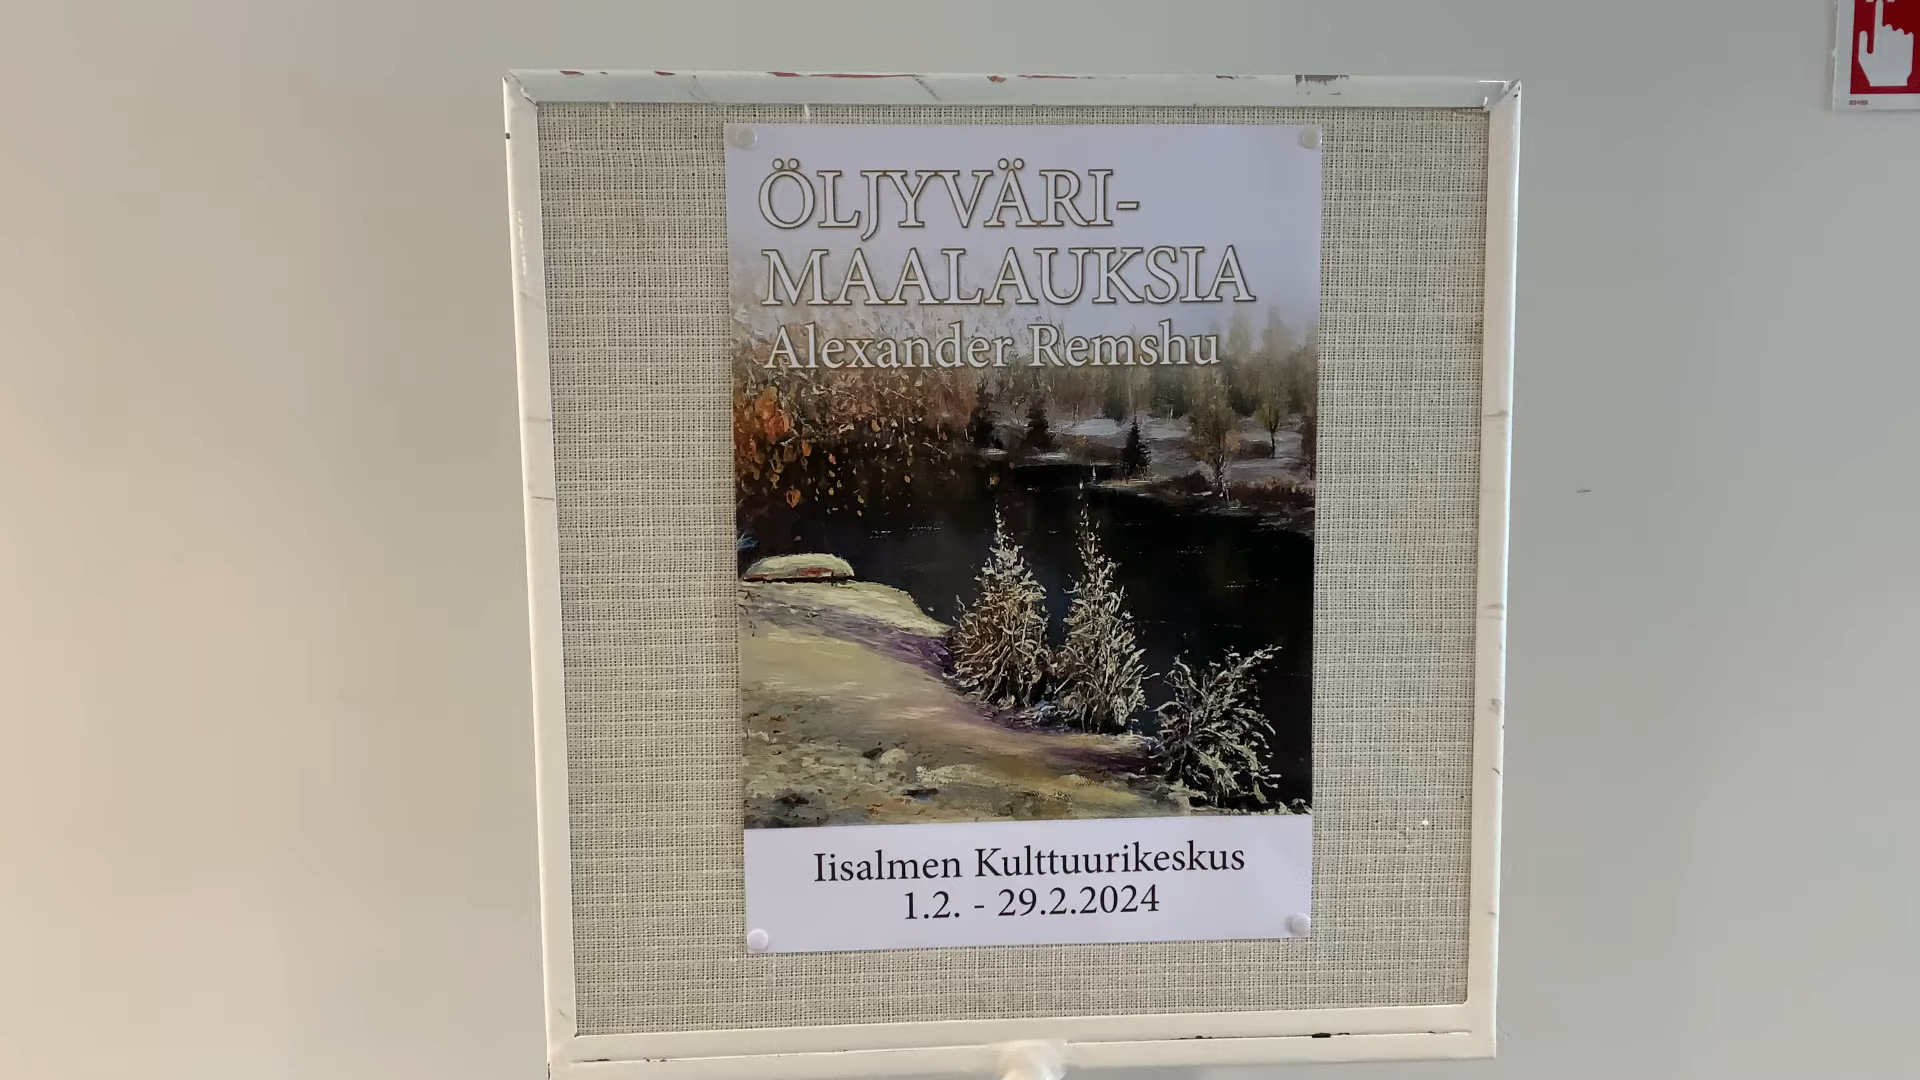 ÖLJYVÄRI-
MAALAUKSIA
Alexander Remshu
Iisalmen Kulttuurikeskus
1.2. - 29.2.2024